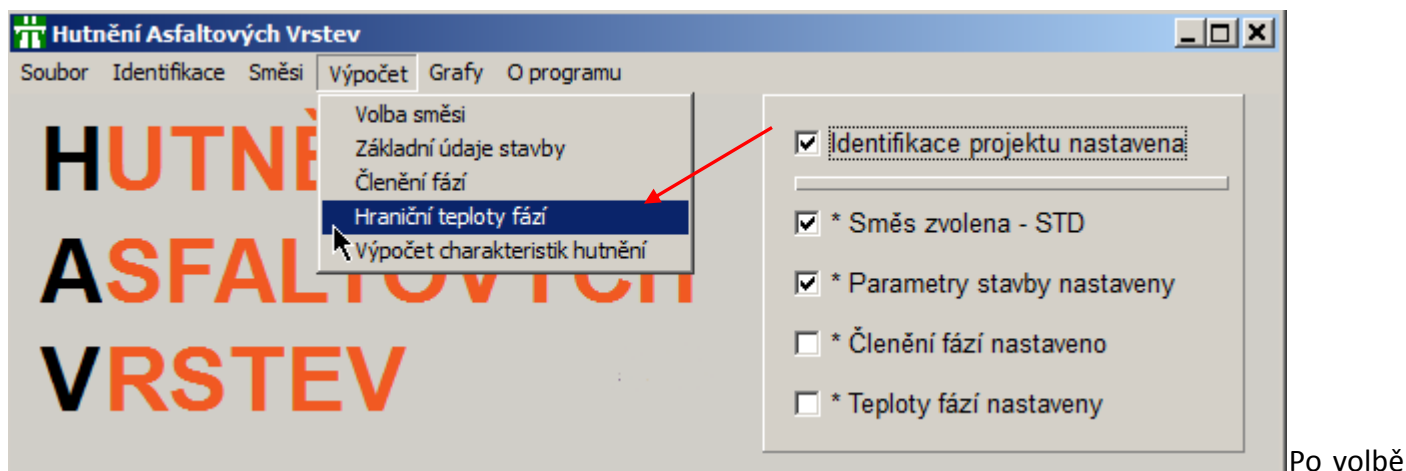 Hutnění Asfaltových Vrstev
Soubor Identifikace Směsi Výpočet Grafy O programu
Volba směsi
Základní údaje stavby
Členění fází
Hraniční teploty fází
Výpočet charakteristik hutnění
HUTNĚ
ASFALTOVÝCH
VRSTEV
Identifikace projektu nastavena
* Směs zvolena - STD
* Parametry stavby nastaveny
* Členění fází nastaveno
* Teploty fází nastaveny
Po volbě